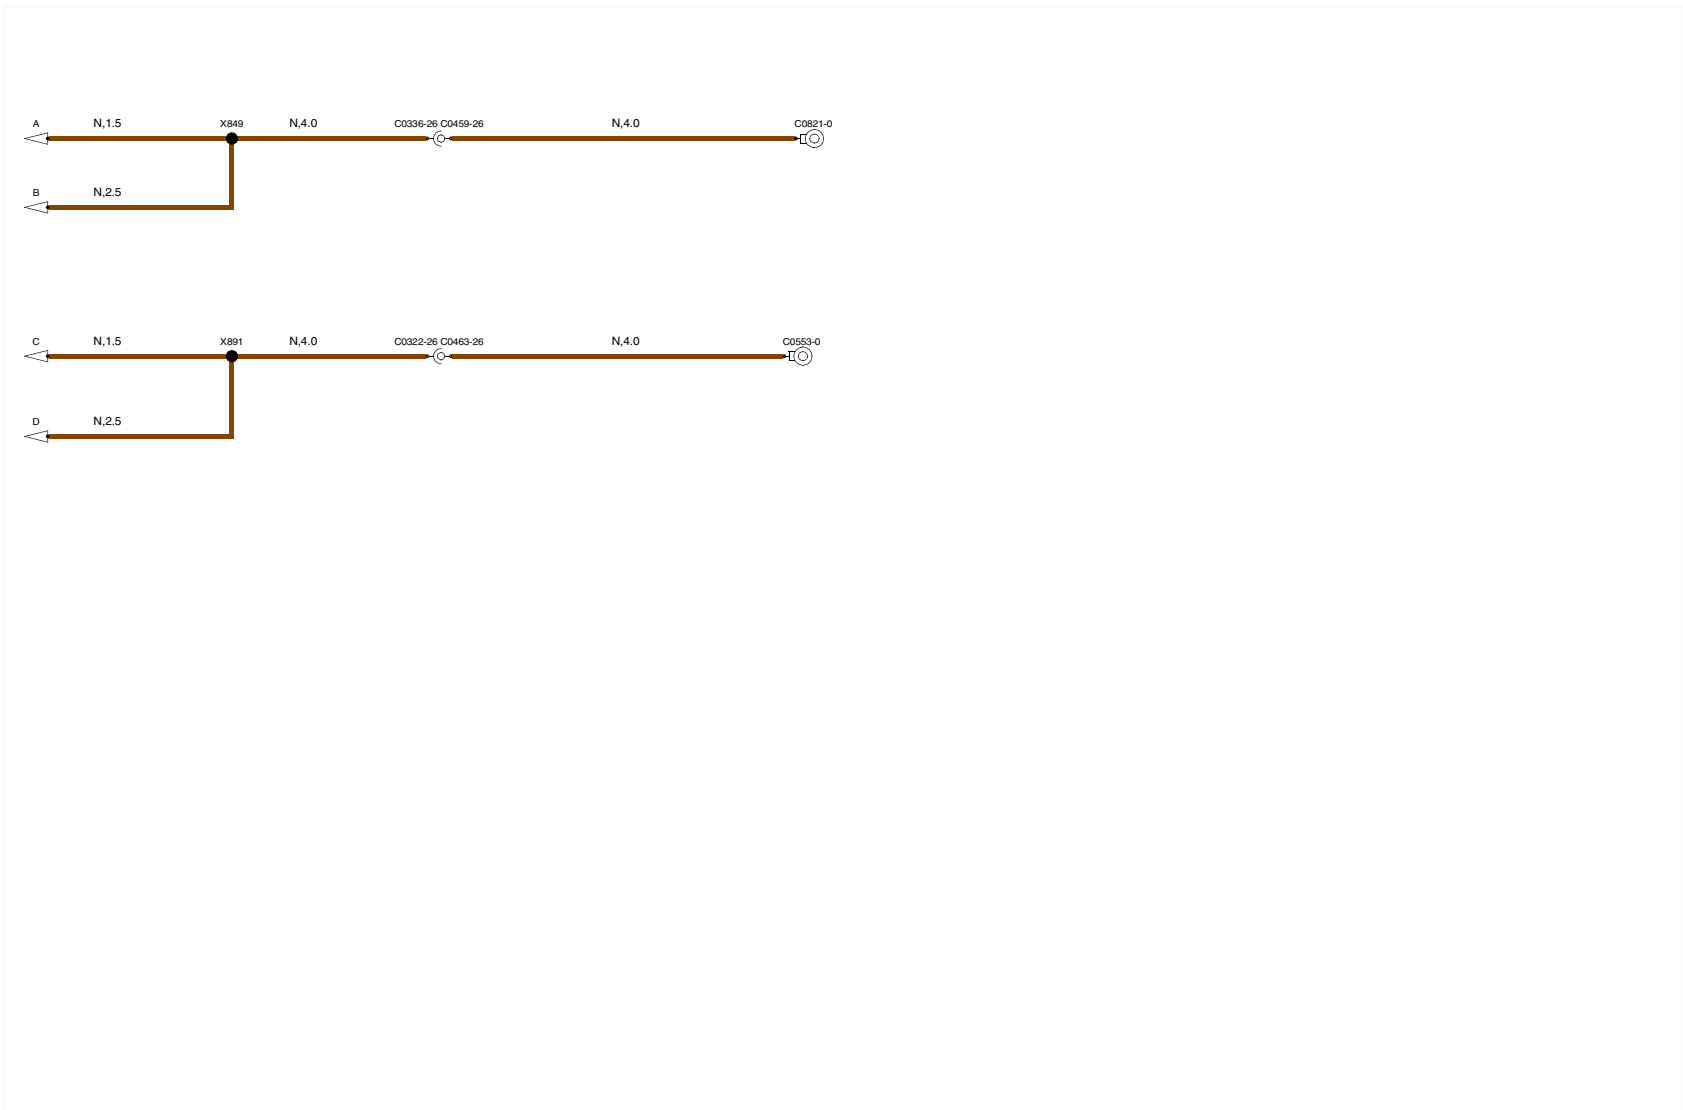 A N,1.5 X849 N,4.0 C0336-26 C0459-26 N,4.0 C0821-0
B N,2.5
C N,1.5 X891 N,4.0 C0322-26 C0463-26 N,4.0 C0553-0
D N,2.5